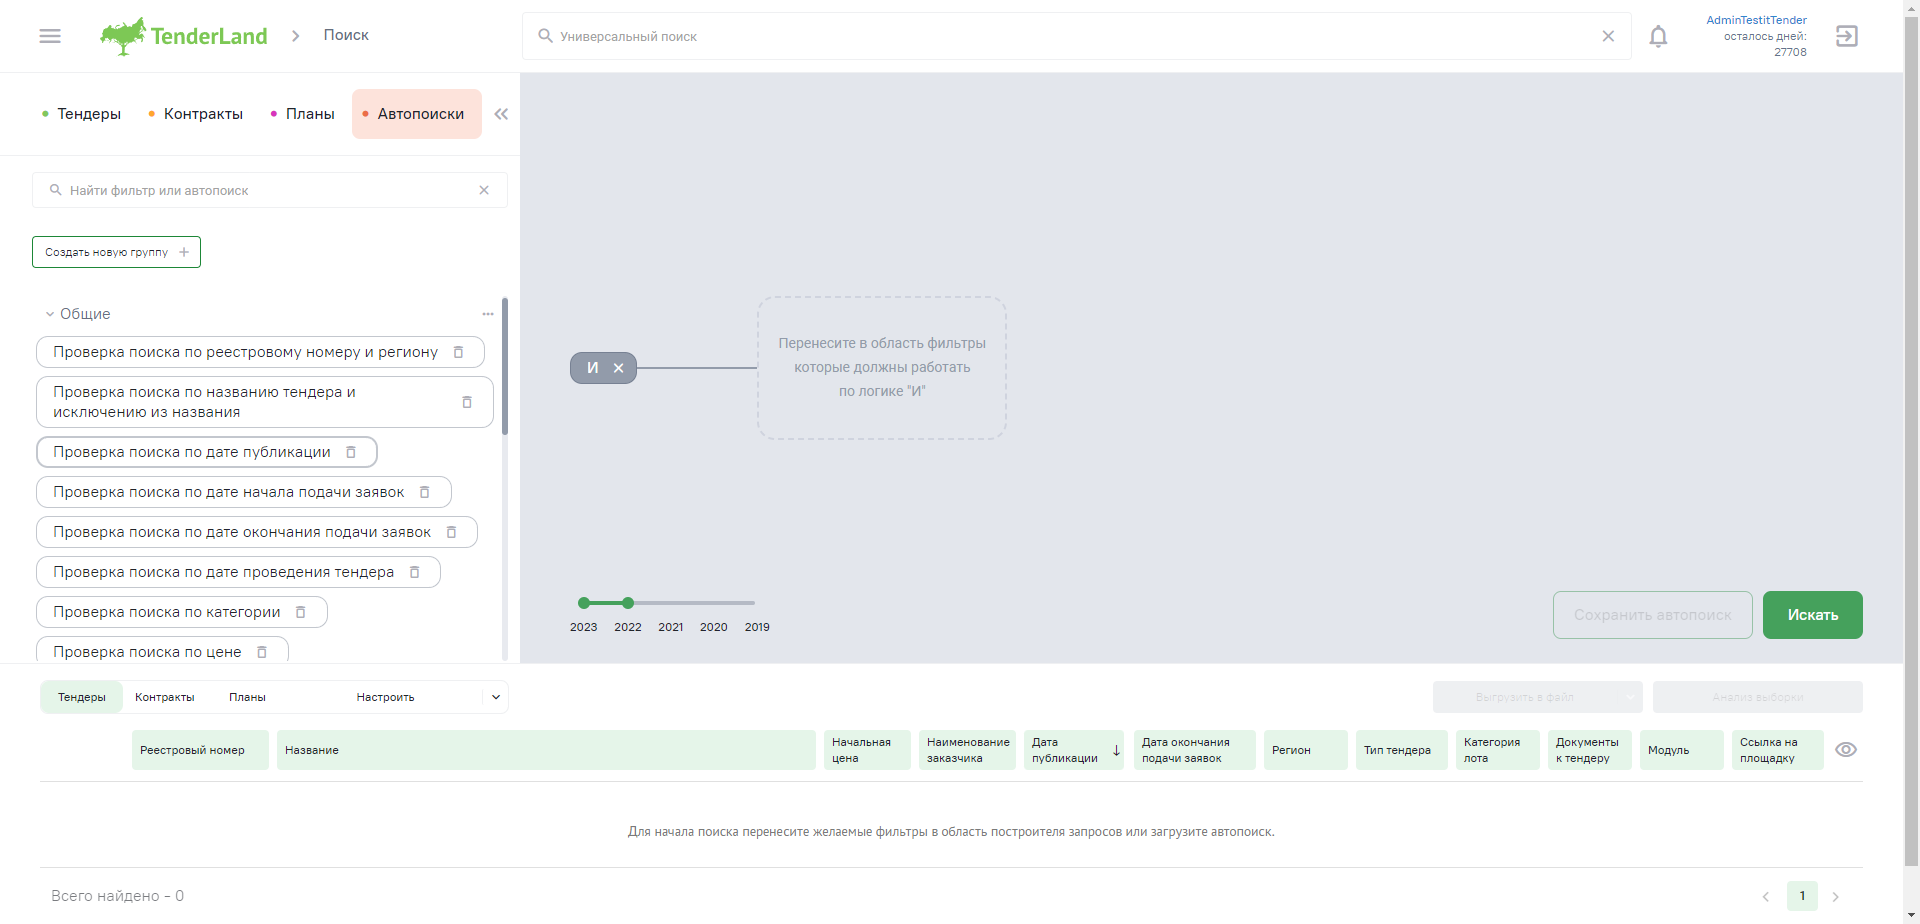 TenderLand
Поиск
Универсальный поиск
AdminTestitTender
осталось дней:
27708
Тендеры
Контракты
Планы
Автопоиски
Найти фильтр или автопоиск
Создать новую группу
Общие
Проверка поиска по реестровому номеру и региону
Проверка поиска по названию тендера и
исключению из названия
Проверка поиска по дате публикации
Проверка поиска по дате начала подачи заявок
Проверка поиска по дате окончания подачи заявок
Проверка поиска по дате проведения тендера
Проверка поиска по категории
Проверка поиска по цене
И
Перенесите в область фильтры
которые должны работать
по логике "И"
2023 2022 2021 2020 2019
Сохранить автопоиск
Искать
Тендеры
Контракты
Планы
Настроить
Выгрузить в файл
Анализ выборки
Реестровый номер
Название
Начальная
цена
Наименование
заказчика
Дата
публикации
Дата окончания
подачи заявок
Регион
Тип тендера
Категория
лота
Документы
к тендеру
Модуль
Ссылка на
площадку
Для начала поиска перенесите желаемые фильтры в область построителя запросов или загрузите автопоиск.
Всего найдено - 0
1